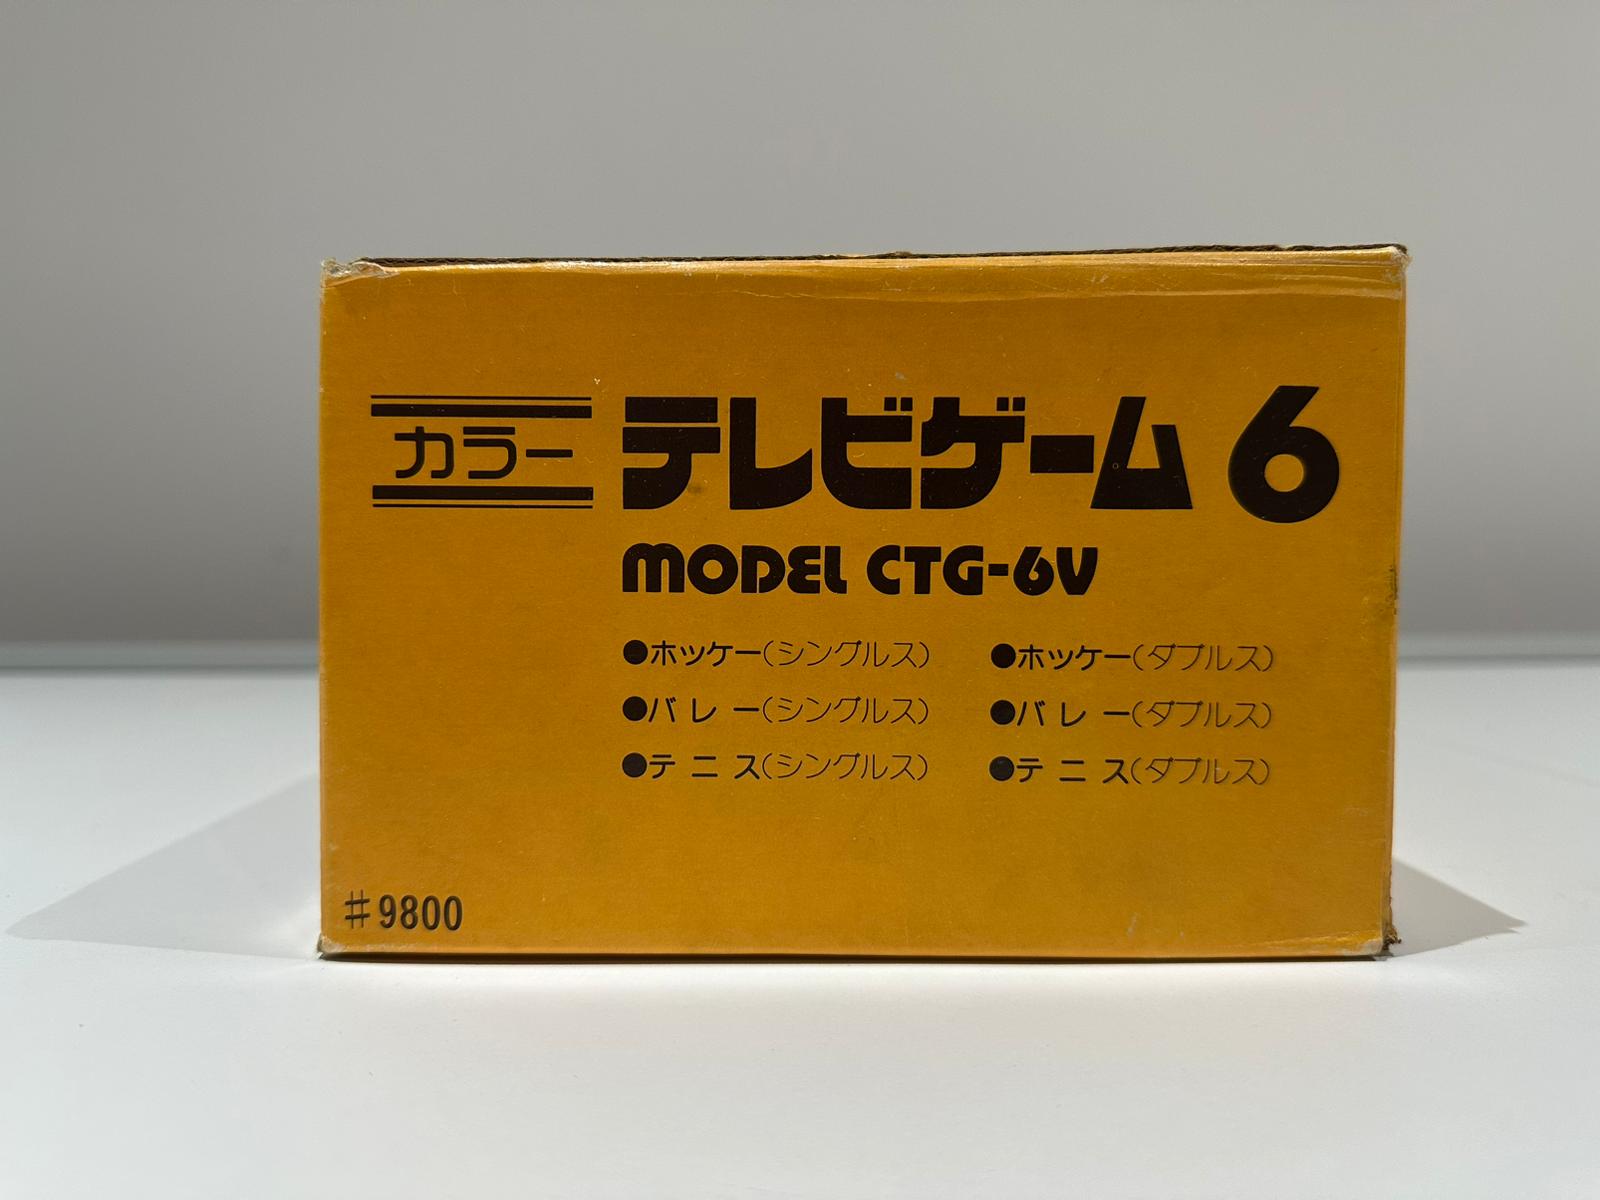 カラー テレビゲーム 6
MODEL CTG-6V
●ホッケー(シングルス) ●ホッケー(ダブルス)
●バレー(シングルス) ●バレー(ダブルス)
●テニス(シングルス) ●テニス(ダブルス)
#9800